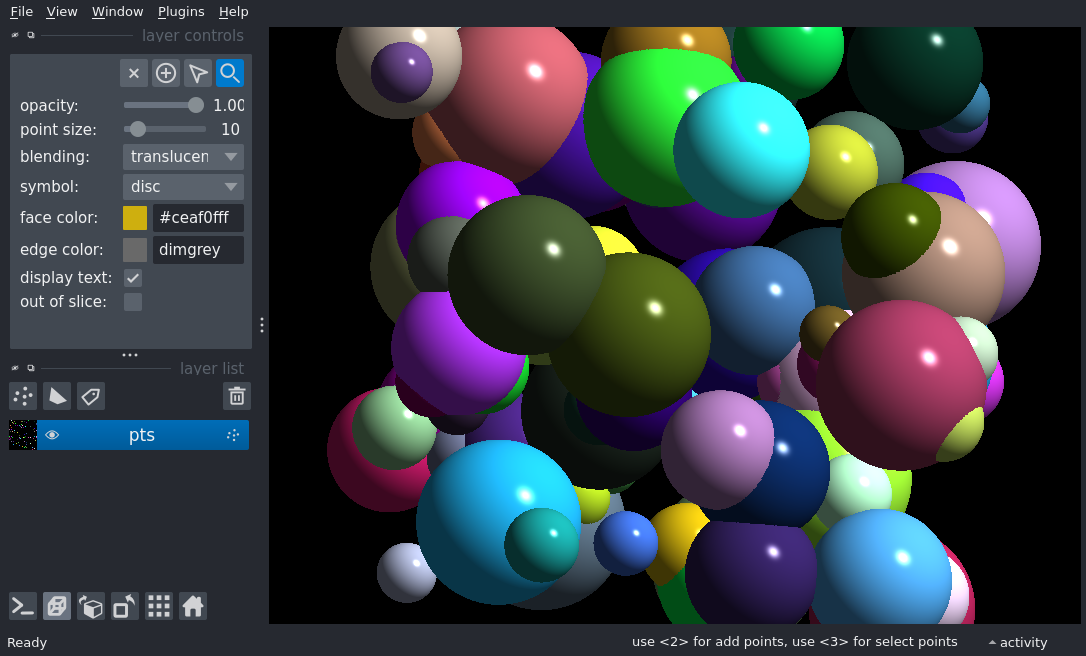 File View Window Plugins Help
layer controls
opacity: 1.00
point size: 10
blending: translucen
symbol: disc
face color: #ceaf0fff
edge color: dimgrey
display text:
out of slice:
layer list
pts
Ready
use <2> for add points, use <3> for select points
activity